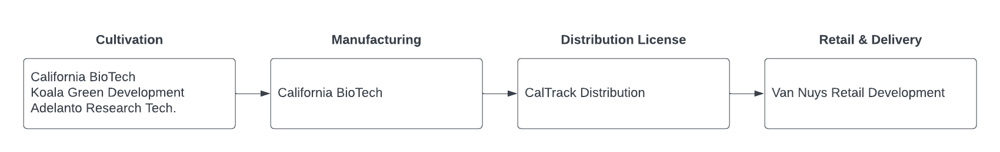 Cultivation
California BioTech
Koala Green Development
Adelanto Research Tech.
Manufacturing
California BioTech
Distribution License
CalTrack Distribution
Retail & Delivery
Van Nuys Retail Development